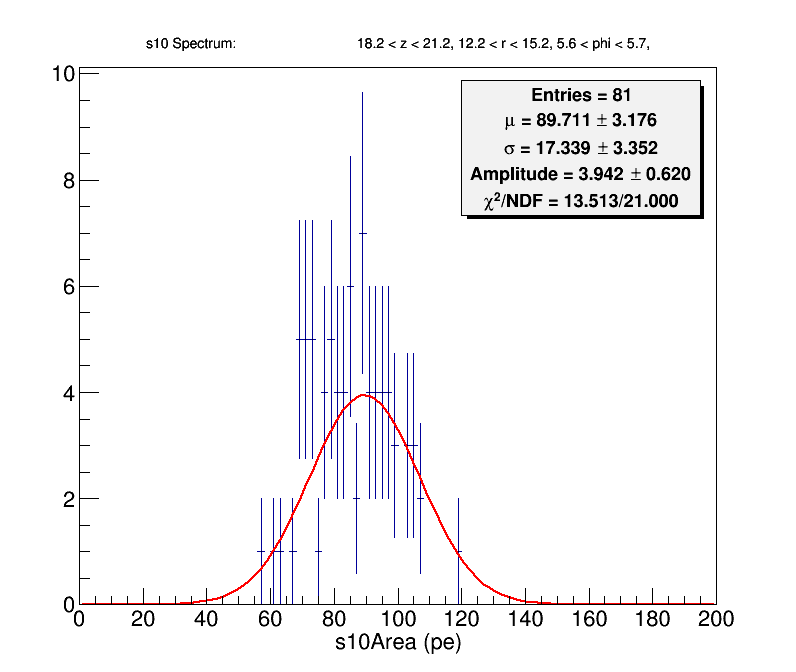 s10 Spectrum: 18.2 < z < 21.2, 12.2 < r < 15.2, 5.6 < phi < 5.7,
Entries = 81
μ = 89.711 ± 3.176
σ = 17.339 ± 3.352
Amplitude = 3.942 ± 0.620
χ²/NDF = 13.513/21.000
10
8
6
4
2
0
0 20 40 60 80 100 120 140 160 180 200
s10Area (pe)